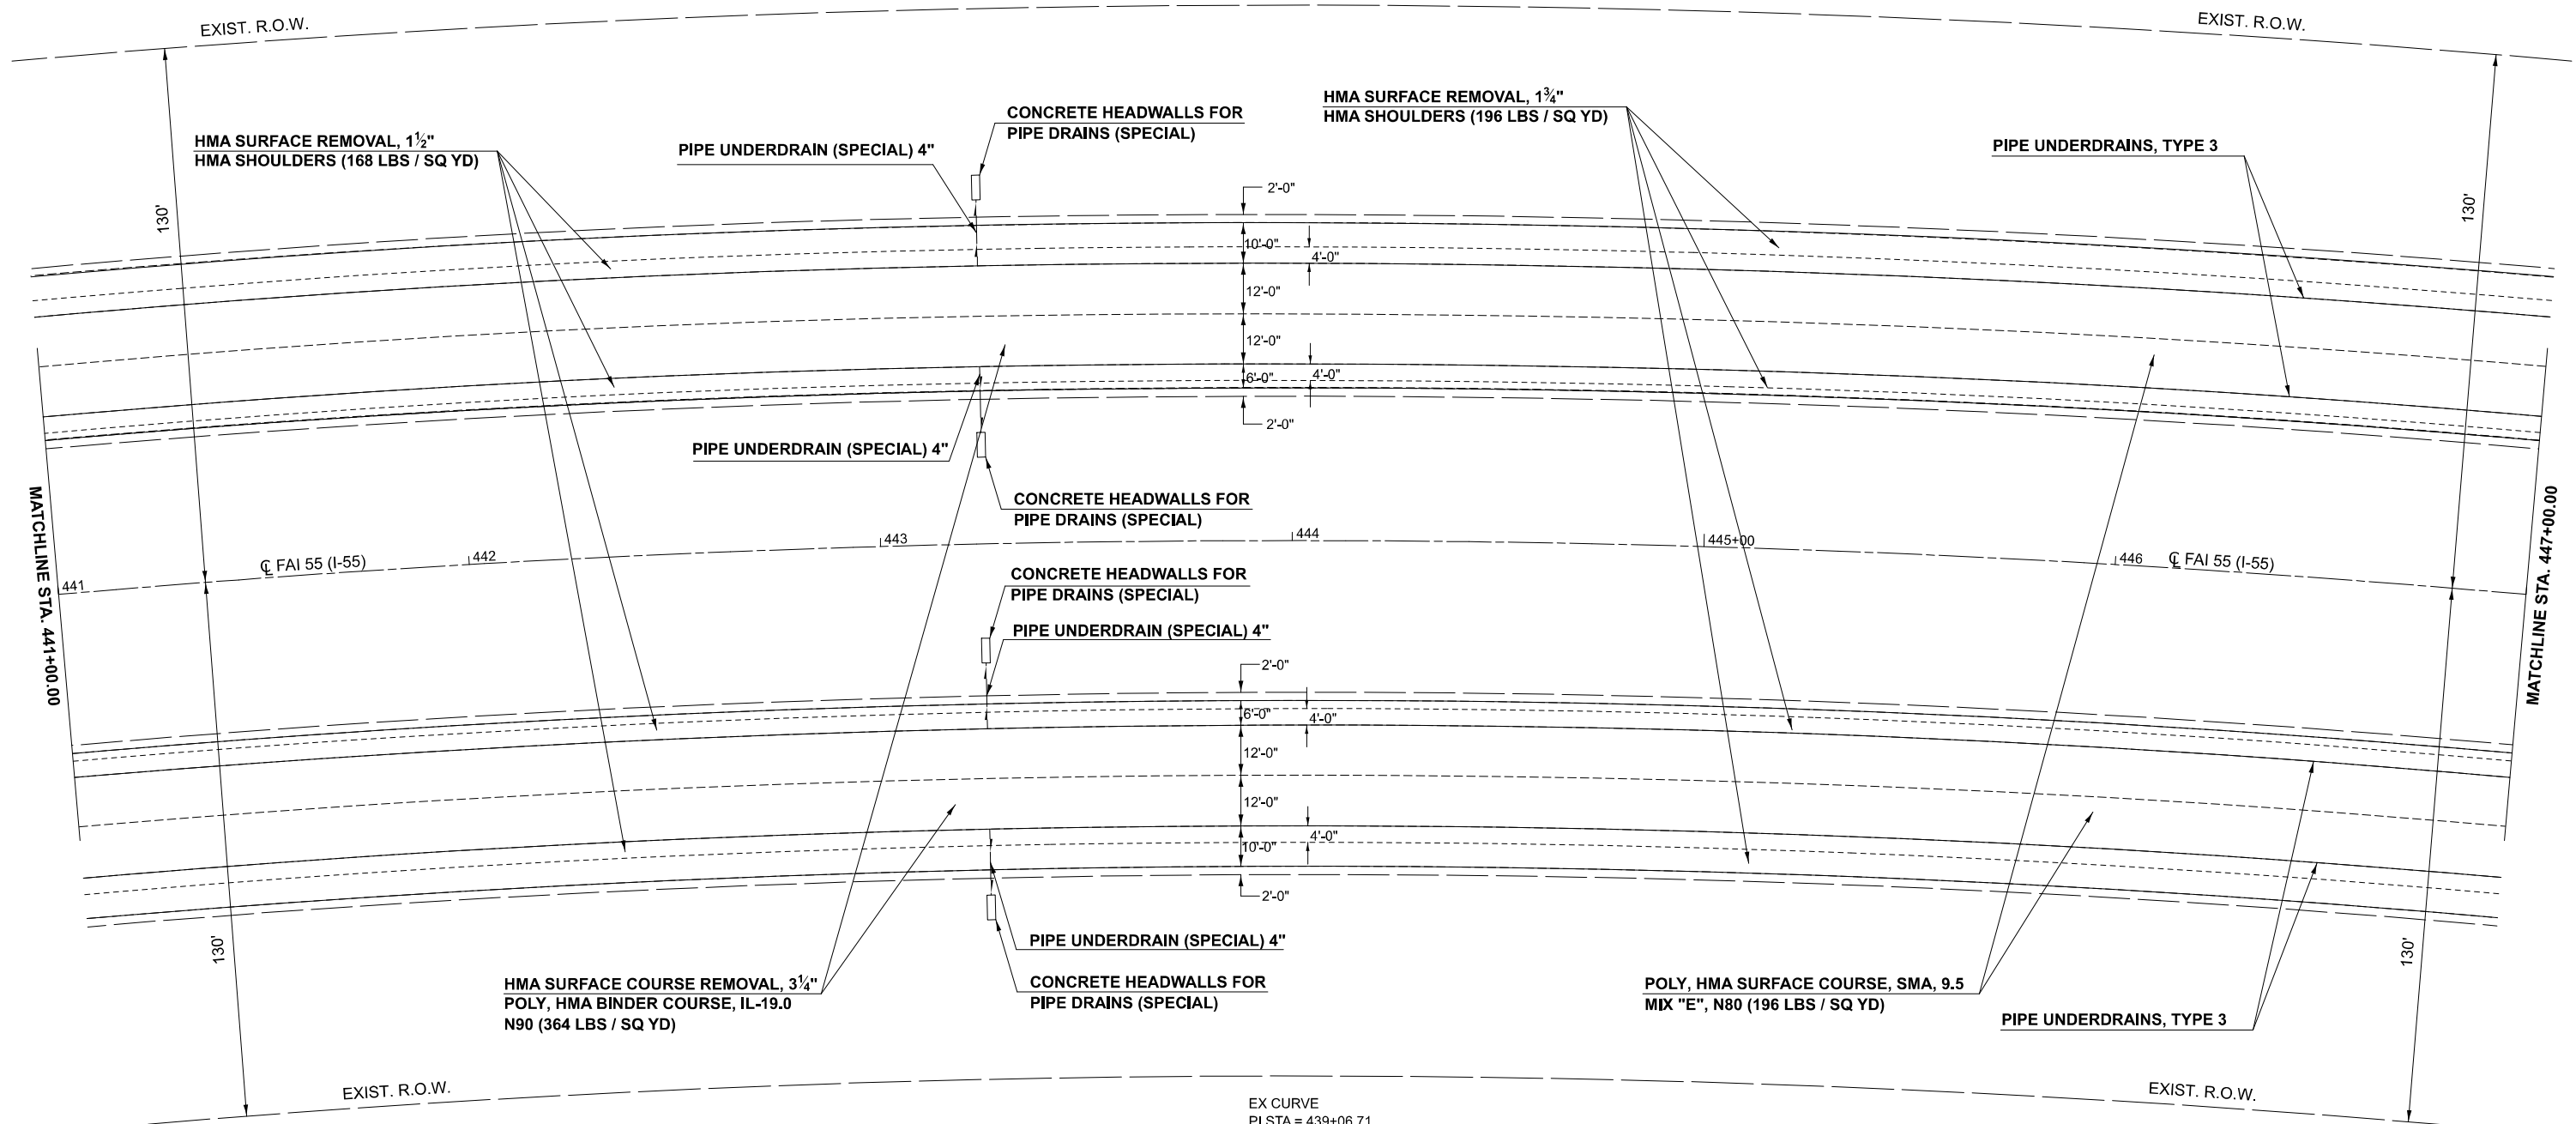 EXIST. R.O.W.
EXIST. R.O.W.
HMA SURFACE REMOVAL, 1½"
HMA SHOULDERS (168 LBS / SQ YD)
PIPE UNDERDRAIN (SPECIAL) 4"
CONCRETE HEADWALLS FOR
PIPE DRAINS (SPECIAL)
HMA SURFACE REMOVAL, 1¾"
HMA SHOULDERS (196 LBS / SQ YD)
PIPE UNDERDRAINS, TYPE 3
130'
130'
2'-0"
10'-0"
4'-0"
12'-0"
12'-0"
6'-0"
4'-0"
2'-0"
PIPE UNDERDRAIN (SPECIAL) 4"
CONCRETE HEADWALLS FOR
PIPE DRAINS (SPECIAL)
MATCHLINE STA. 441+00.00
441
℄ FAI 55 (I-55)
442
443
444
445+00
446
℄ FAI 55 (I-55)
MATCHLINE STA. 447+00.00
CONCRETE HEADWALLS FOR
PIPE DRAINS (SPECIAL)
PIPE UNDERDRAIN (SPECIAL) 4"
2'-0"
6'-0"
4'-0"
12'-0"
12'-0"
4'-0"
10'-0"
2'-0"
130'
130'
PIPE UNDERDRAIN (SPECIAL) 4"
CONCRETE HEADWALLS FOR
PIPE DRAINS (SPECIAL)
HMA SURFACE COURSE REMOVAL, 3¼"
POLY, HMA BINDER COURSE, IL-19.0
N90 (364 LBS / SQ YD)
POLY, HMA SURFACE COURSE, SMA, 9.5
MIX "E", N80 (196 LBS / SQ YD)
PIPE UNDERDRAINS, TYPE 3
EXIST. R.O.W.
EXIST. R.O.W.
EX CURVE
PI STA = 439+06.71